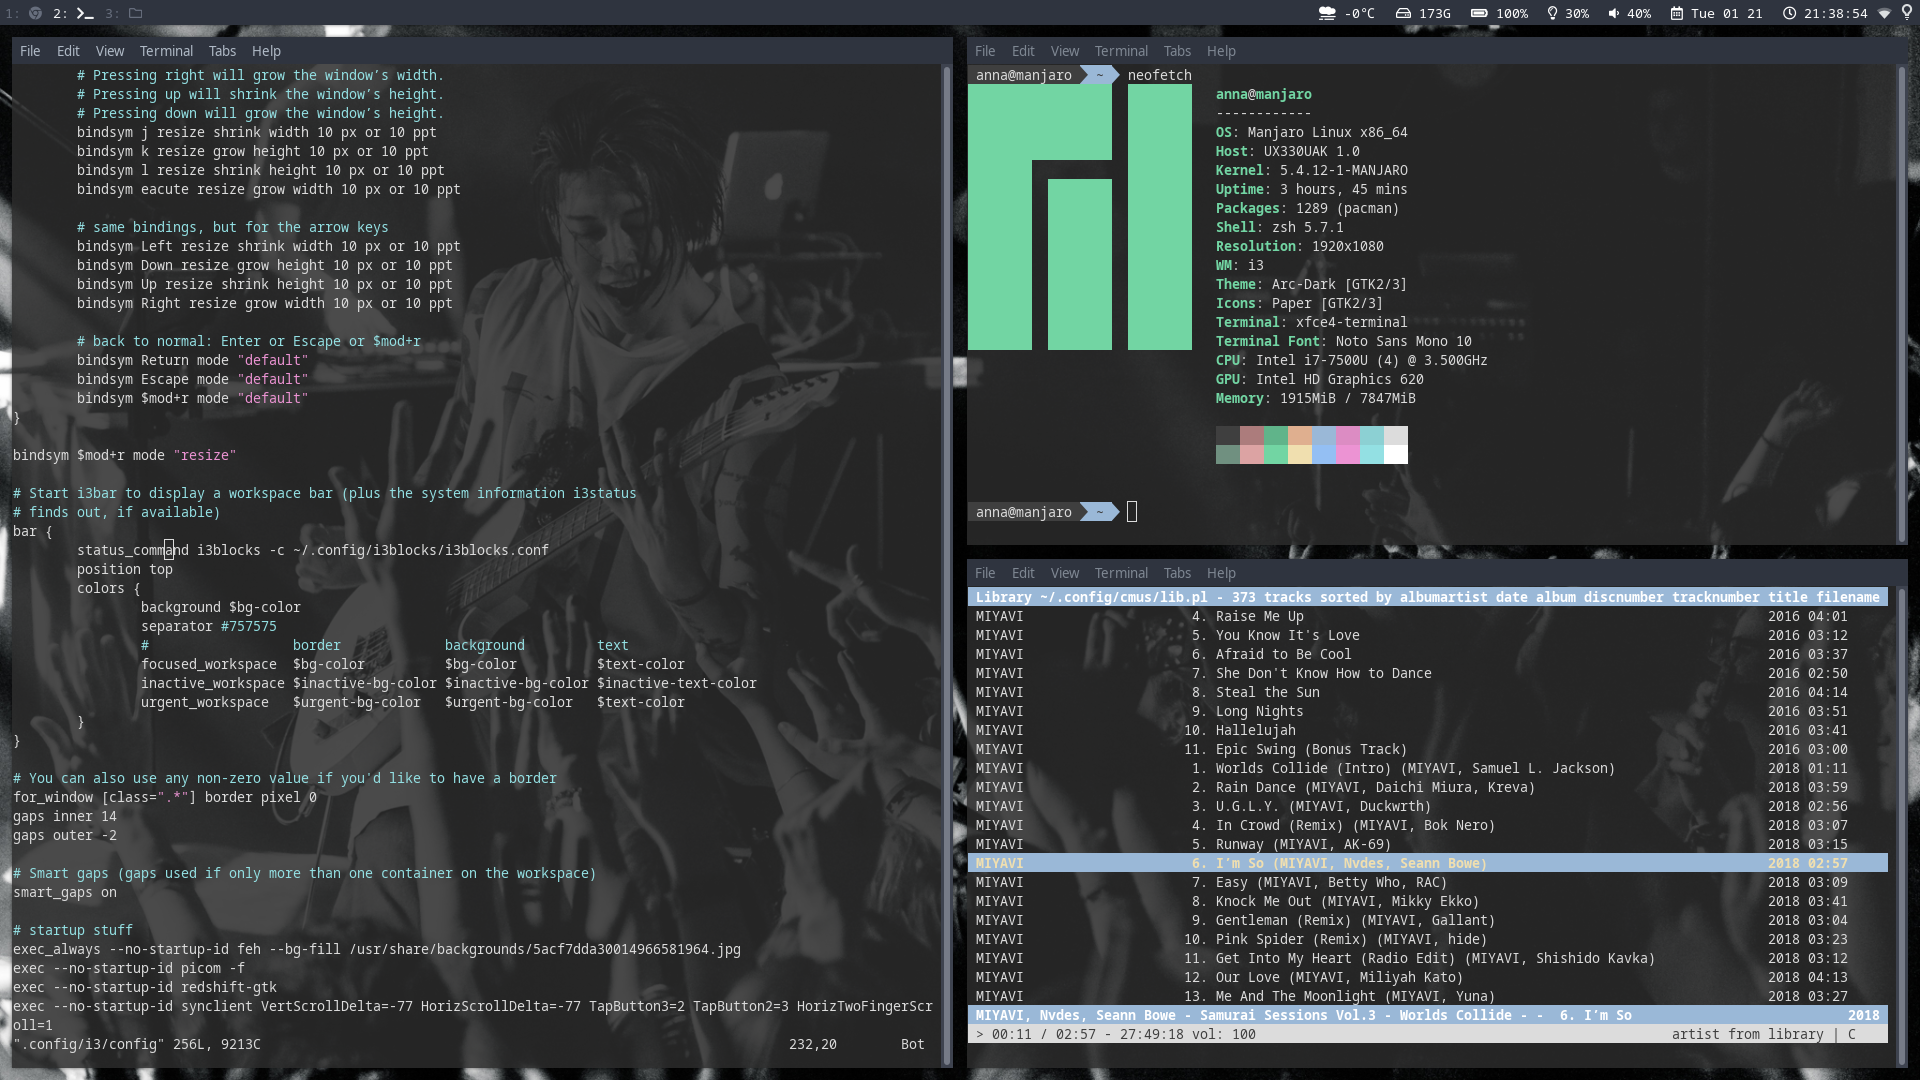 1: 2: 3: -0°C 173G 100% 30% 40% Tue 01 21 21:38:54
File Edit View Terminal Tabs Help
# Pressing right will grow the window’s width.
# Pressing up will shrink the window’s height.
# Pressing down will grow the window’s height.
bindsym j resize shrink width 10 px or 10 ppt
bindsym k resize grow height 10 px or 10 ppt
bindsym l resize shrink height 10 px or 10 ppt
bindsym eacute resize grow width 10 px or 10 ppt
# same bindings, but for the arrow keys
bindsym Left resize shrink width 10 px or 10 ppt
bindsym Down resize grow height 10 px or 10 ppt
bindsym Up resize shrink height 10 px or 10 ppt
bindsym Right resize grow width 10 px or 10 ppt
# back to normal: Enter or Escape or $mod+r
bindsym Return mode "default"
bindsym Escape mode "default"
bindsym $mod+r mode "default"
}
bindsym $mod+r mode "resize"
# Start i3bar to display a workspace bar (plus the system information i3status
# finds out, if available)
bar {
status_command i3blocks -c ~/.config/i3blocks/i3blocks.conf
position top
colors {
background $bg-color
separator #757575
# border background text
focused_workspace $bg-color $bg-color $text-color
inactive_workspace $inactive-bg-color $inactive-bg-color $inactive-text-color
urgent_workspace $urgent-bg-color $urgent-bg-color $text-color
}
}
# You can also use any non-zero value if you'd like to have a border
for_window [class=".*"] border pixel 0
gaps inner 14
gaps outer -2
# Smart gaps (gaps used if only more than one container on the workspace)
smart_gaps on
# startup stuff
exec_always --no-startup-id feh --bg-fill /usr/share/backgrounds/5acf7dda30014966581964.jpg
exec --no-startup-id picom -f
exec --no-startup-id redshift-gtk
exec --no-startup-id synclient VertScrollDelta=-77 HorizScrollDelta=-77 TapButton3=2 TapButton2=3 HorizTwoFingerScr
oll=1
".config/i3/config" 256L, 9213C 232,20 Bot
File Edit View Terminal Tabs Help
anna@manjaro ~ neofetch
anna@manjaro
------------
OS: Manjaro Linux x86_64
Host: UX330UAK 1.0
Kernel: 5.4.12-1-MANJARO
Uptime: 3 hours, 45 mins
Packages: 1289 (pacman)
Shell: zsh 5.7.1
Resolution: 1920x1080
WM: i3
Theme: Arc-Dark [GTK2/3]
Icons: Paper [GTK2/3]
Terminal: xfce4-terminal
Terminal Font: Noto Sans Mono 10
CPU: Intel i7-7500U (4) @ 3.500GHz
GPU: Intel HD Graphics 620
Memory: 1915MiB / 7847MiB
anna@manjaro ~
File Edit View Terminal Tabs Help
Library ~/.config/cmus/lib.pl - 373 tracks sorted by albumartist date album discnumber tracknumber title filename
MIYAVI 4. Raise Me Up 2016 04:01
MIYAVI 5. You Know It's Love 2016 03:12
MIYAVI 6. Afraid to Be Cool 2016 03:37
MIYAVI 7. She Don't Know How to Dance 2016 02:50
MIYAVI 8. Steal the Sun 2016 04:14
MIYAVI 9. Long Nights 2016 03:51
MIYAVI 10. Hallelujah 2016 03:41
MIYAVI 11. Epic Swing (Bonus Track) 2016 03:00
MIYAVI 1. Worlds Collide (Intro) (MIYAVI, Samuel L. Jackson) 2018 01:11
MIYAVI 2. Rain Dance (MIYAVI, Daichi Miura, Kreva) 2018 03:59
MIYAVI 3. U.G.L.Y. (MIYAVI, Duckwrth) 2018 02:56
MIYAVI 4. In Crowd (Remix) (MIYAVI, Bok Nero) 2018 03:07
MIYAVI 5. Runway (MIYAVI, AK-69) 2018 03:15
MIYAVI 6. I'm So (MIYAVI, Nvdes, Seann Bowe) 2018 02:57
MIYAVI 7. Easy (MIYAVI, Betty Who, RAC) 2018 03:09
MIYAVI 8. Knock Me Out (MIYAVI, Mikky Ekko) 2018 03:41
MIYAVI 9. Gentleman (Remix) (MIYAVI, Gallant) 2018 03:04
MIYAVI 10. Pink Spider (Remix) (MIYAVI, hide) 2018 03:23
MIYAVI 11. Get Into My Heart (Radio Edit) (MIYAVI, Shishido Kavka) 2018 03:12
MIYAVI 12. Our Love (MIYAVI, Miliyah Kato) 2018 04:13
MIYAVI 13. Me And The Moonlight (MIYAVI, Yuna) 2018 03:27
MIYAVI, Nvdes, Seann Bowe - Samurai Sessions Vol.3 - Worlds Collide - - 6. I'm So 2018
> 00:11 / 02:57 - 27:49:18 vol: 100 artist from library | C